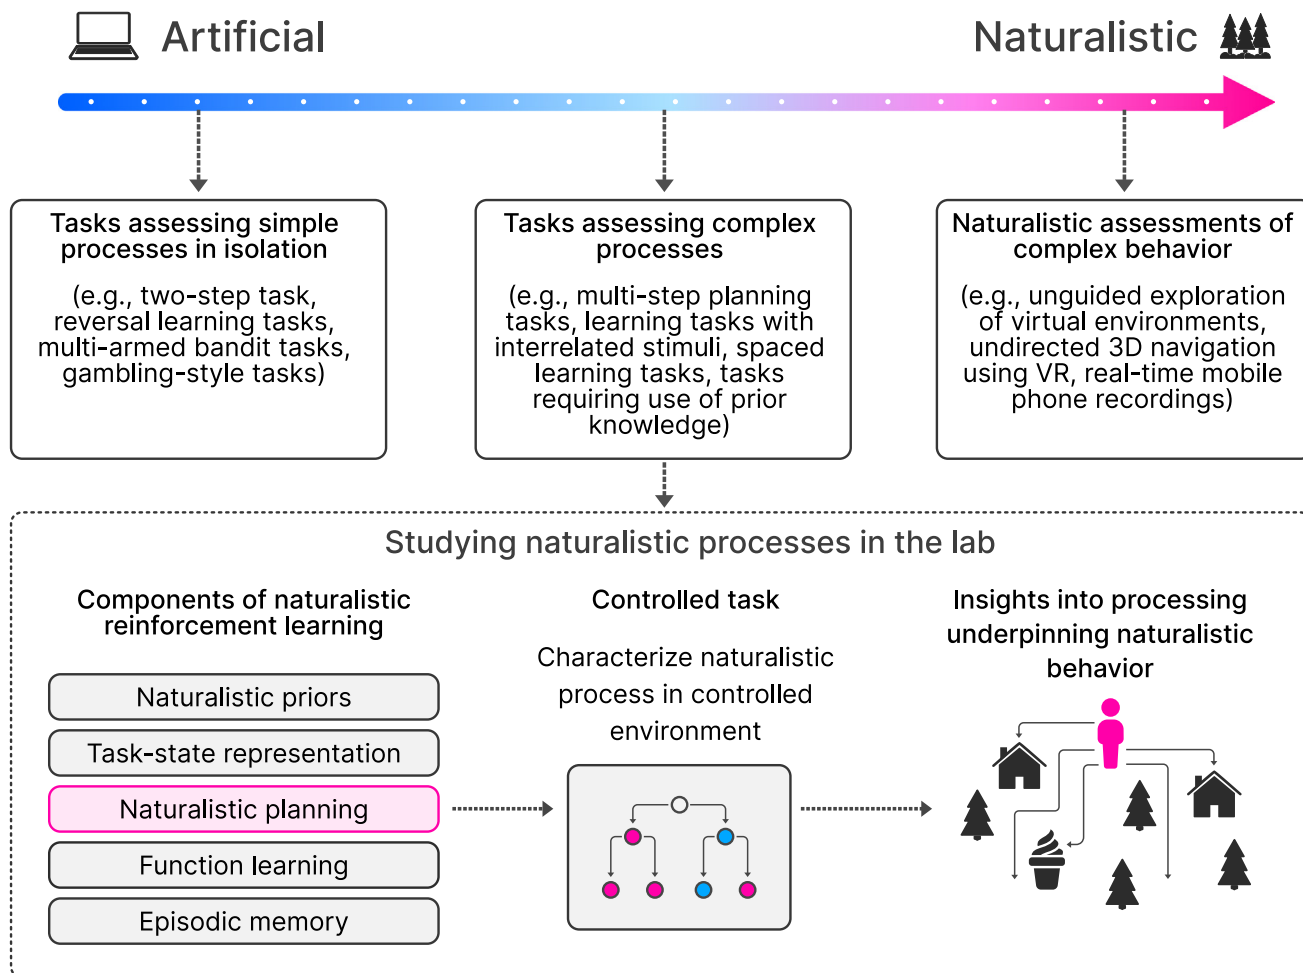 Artificial
Naturalistic
Tasks assessing simple
processes in isolation
(e.g., two-step task,
reversal learning tasks,
multi-armed bandit tasks,
gambling-style tasks)
Tasks assessing complex
processes
(e.g., multi-step planning
tasks, learning tasks with
interrelated stimuli, spaced
learning tasks, tasks
requiring use of prior
knowledge)
Naturalistic assessments of
complex behavior
(e.g., unguided exploration
of virtual environments,
undirected 3D navigation
using VR, real-time mobile
phone recordings)
Studying naturalistic processes in the lab
Components of naturalistic
reinforcement learning
Naturalistic priors
Task-state representation
Naturalistic planning
Function learning
Episodic memory
Controlled task
Characterize naturalistic
process in controlled
environment
Insights into processing
underpinning naturalistic
behavior